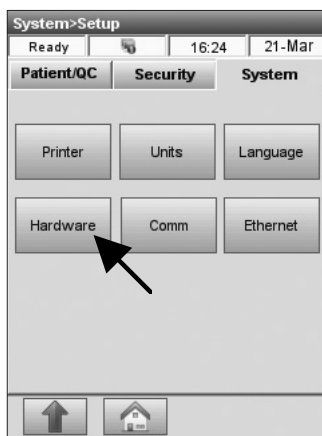 System>Setup
Ready 16:24 21-Mar
Patient/QC Security System
Printer Units Language
Hardware Comm Ethernet